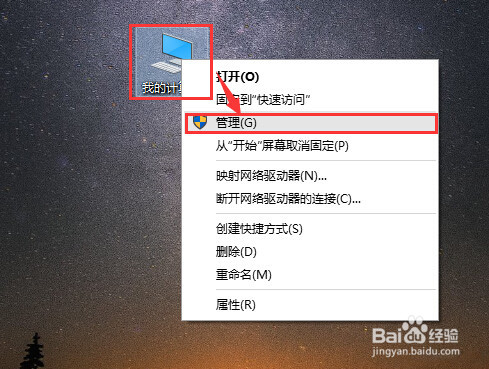 我的计
打开(O)
固定到"快速访问"
管理(G)
从"开始"屏幕取消固定(P)
映射网络驱动器(N)...
断开网络驱动器的连接(C)...
创建快捷方式(S)
删除(D)
重命名(M)
属性(R)
Bai 经验
jingyan.baidu.com